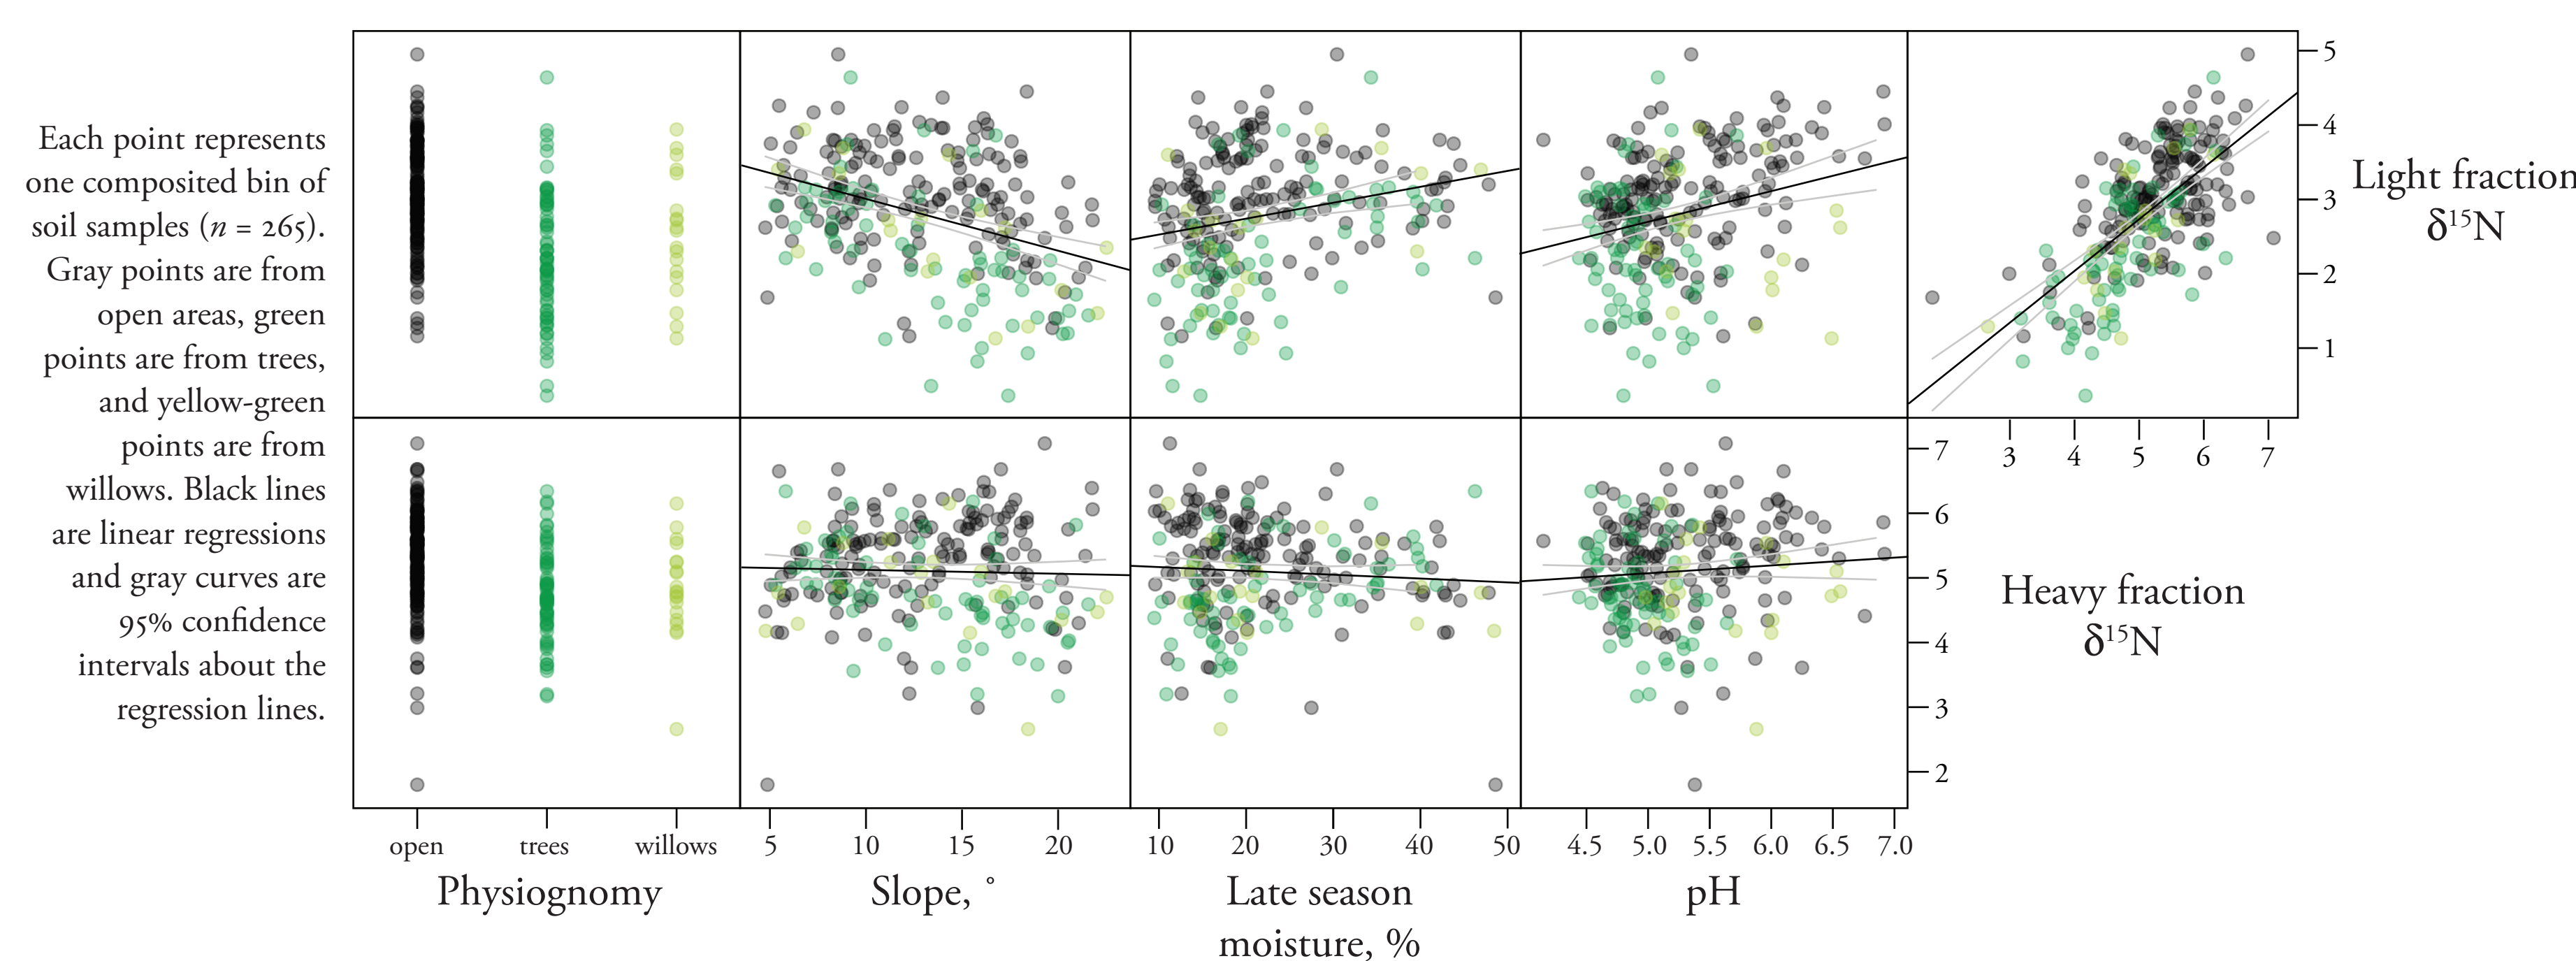 Each point represents
one composited bin of
soil samples (n = 265).
Gray points are from
open areas, green
points are from trees,
and yellow-green
points are from
willows. Black lines
are linear regressions
and gray curves are
95% confidence
intervals about the
regression lines.
5
4
3
2
1
Light fraction
δ¹⁵N
3 4 5 6 7
7
6
5
4
3
2
Heavy fraction
δ¹⁵N
open trees willows
Physiognomy
5 10 15 20
Slope, °
10 20 30 40 50
Late season
moisture, %
4.5 5.0 5.5 6.0 6.5 7.0
pH